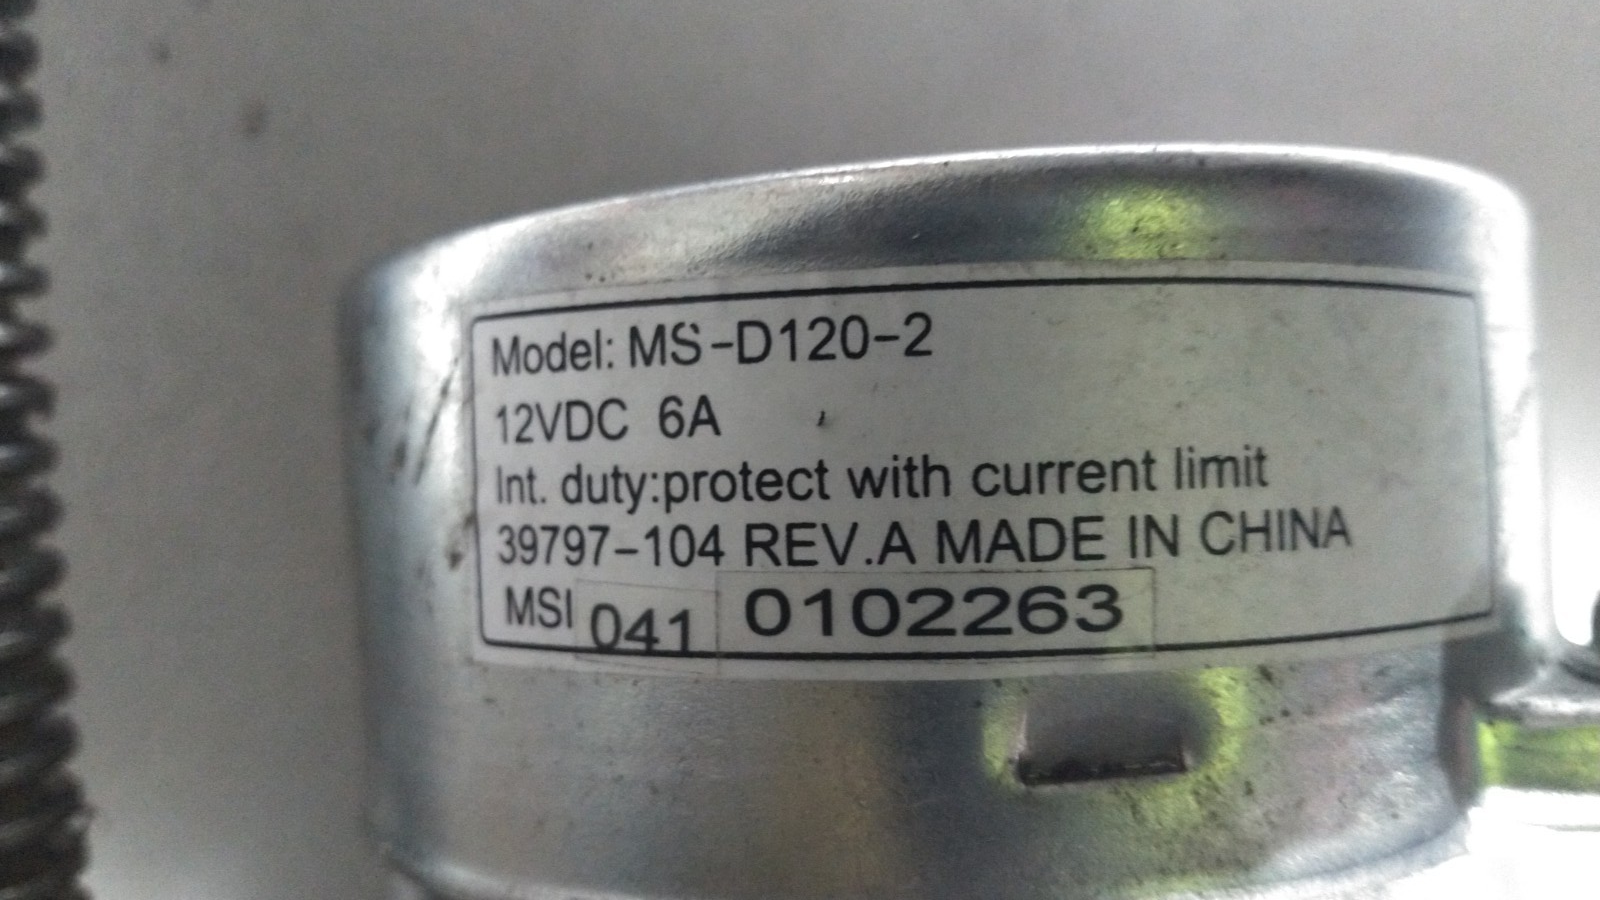 Model: MS-D120-2
12VDC 6A
Int. duty:protect with current limit
39797-104 REV.A MADE IN CHINA
MSI 041 0102263